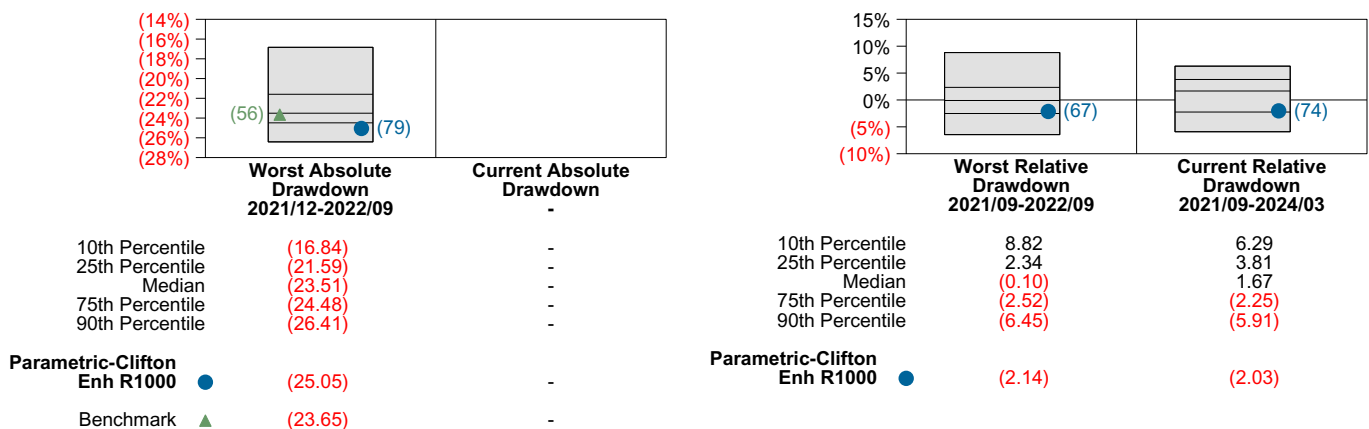 (14%)
(16%)
(18%)
(20%)
(22%)
(24%)
(26%)
(28%)
(56)
(79)
Worst Absolute
Drawdown
2021/12-2022/09
Current Absolute
Drawdown
-
10th Percentile (16.84) -
25th Percentile (21.59) -
Median (23.51) -
75th Percentile (24.48) -
90th Percentile (26.41) -
Parametric-Clifton
Enh R1000 (25.05) -
Benchmark (23.65) -
15%
10%
5%
0%
(5%)
(10%)
(67)
(74)
Worst Relative
Drawdown
2021/09-2022/09
Current Relative
Drawdown
2021/09-2024/03
10th Percentile 8.82 6.29
25th Percentile 2.34 3.81
Median (0.10) 1.67
75th Percentile (2.52) (2.25)
90th Percentile (6.45) (5.91)
Parametric-Clifton
Enh R1000 (2.14) (2.03)